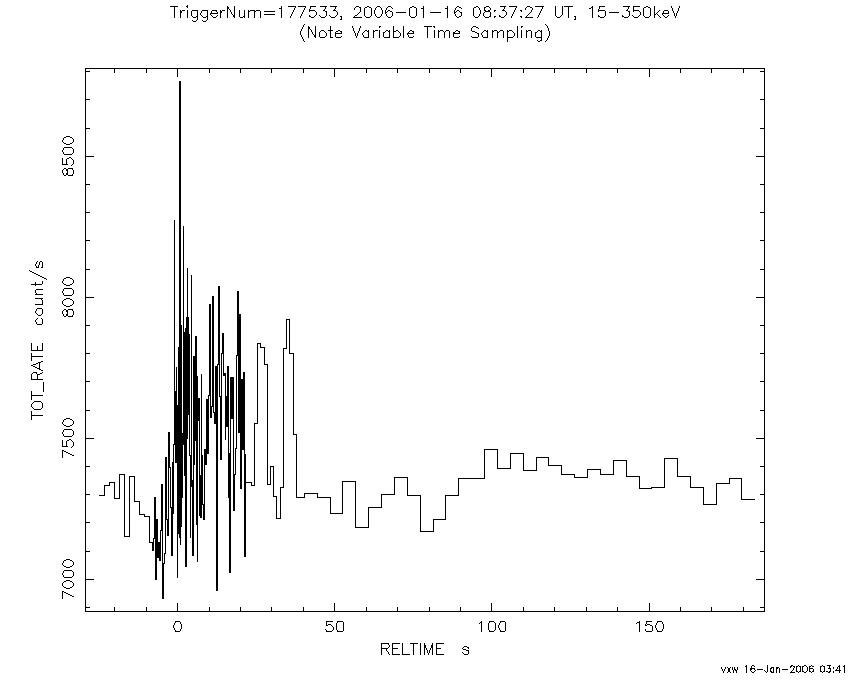 TriggerNum=177533, 2006-01-16 08:37:27 UT, 15-350keV
(Note Variable Time Sampling)
TOT_RATE count/s
8500
8000
7500
7000
0 50 100 150
RELTIME s
vxw 16-Jan-2006 03:41